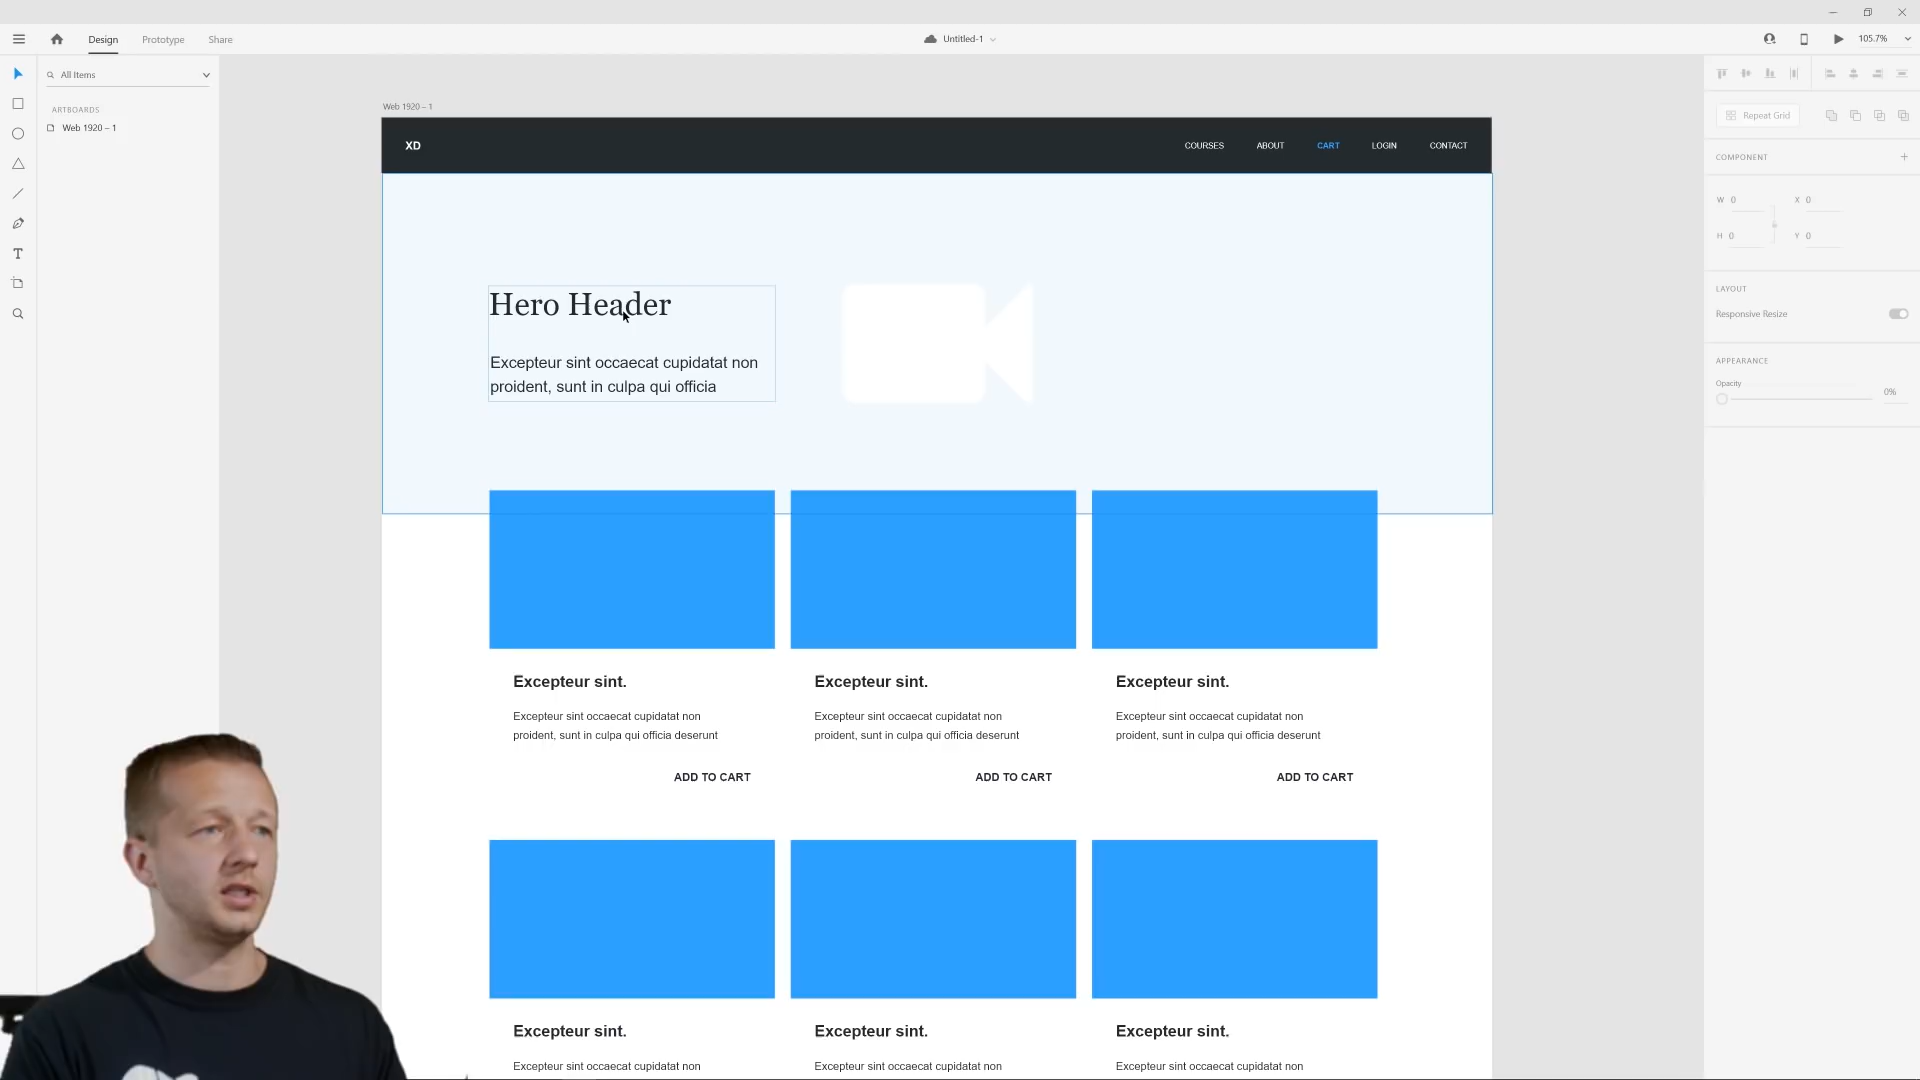 Design
Prototype
Share
Untitled-1
105.7%
All Items
ARTBOARDS
Web 1920 – 1
Web 1920 – 1
XD
COURSES
ABOUT
CART
LOGIN
CONTACT
Hero Header
Excepteur sint occaecat cupidatat non
proident, sunt in culpa qui officia
Excepteur sint.
Excepteur sint.
Excepteur sint.
Excepteur sint occaecat cupidatat non
proident, sunt in culpa qui officia deserunt
Excepteur sint occaecat cupidatat non
proident, sunt in culpa qui officia deserunt
Excepteur sint occaecat cupidatat non
proident, sunt in culpa qui officia deserunt
ADD TO CART
ADD TO CART
ADD TO CART
Excepteur sint.
Excepteur sint.
Excepteur sint.
Excepteur sint occaecat cupidatat non
Excepteur sint occaecat cupidatat non
Excepteur sint occaecat cupidatat non
Repeat Grid
COMPONENT
W 0
X 0
H 0
Y 0
LAYOUT
Responsive Resize
APPEARANCE
Opacity
0%